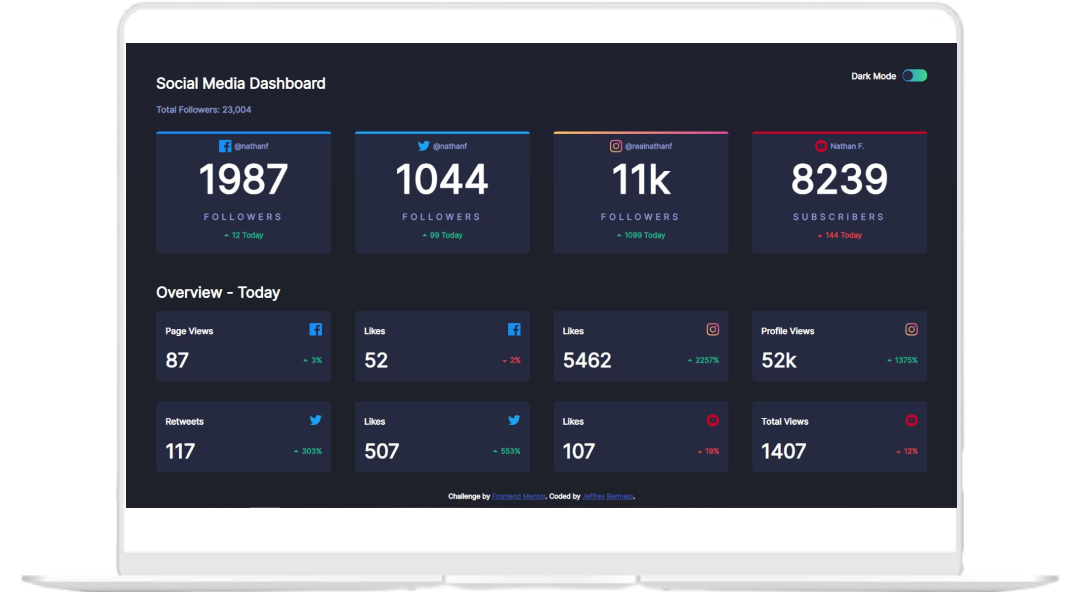 Social Media Dashboard
Dark Mode
Total Followers: 23,004
@nathanf
1987
FOLLOWERS
12 Today
@nathanf
1044
FOLLOWERS
99 Today
@realnathanf
11k
FOLLOWERS
1099 Today
Nathan F.
8239
SUBSCRIBERS
144 Today
Overview - Today
Page Views
87
3%
Likes
52
2%
Likes
5462
2257%
Profile Views
52k
1375%
Retweets
117
303%
Likes
507
553%
Likes
107
19%
Total Views
1407
12%
Challenge by Frontend Mentor. Coded by Jeffrey Bermejo.